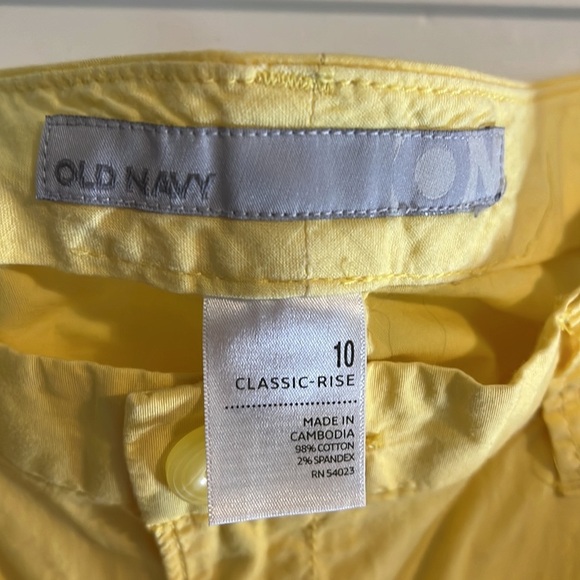 OLD NAVY
ON
10
CLASSIC-RISE
MADE IN
CAMBODIA
98% COTTON
2% SPANDEX
RN 54023